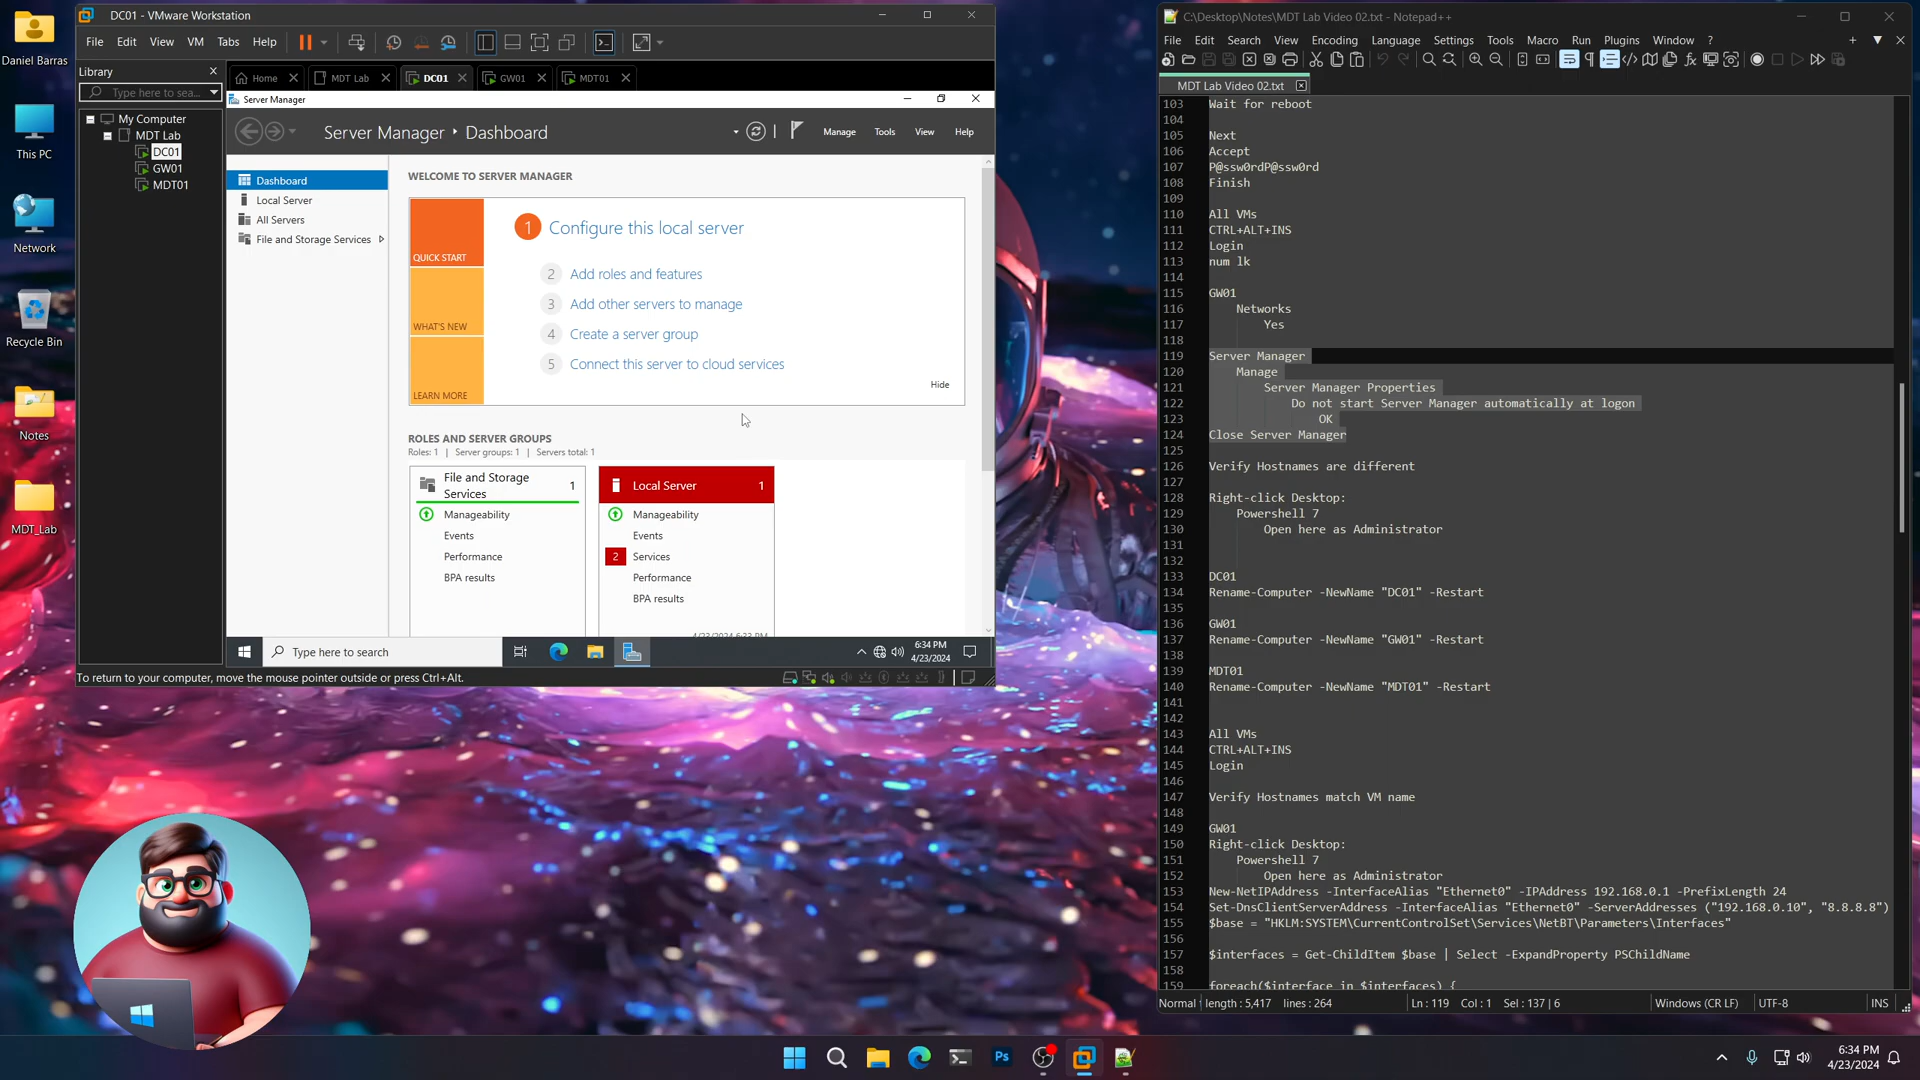 Daniel Barras
This PC
Network
Recycle Bin
Notes
MDT_Lab
DC01 - VMware Workstation
File Edit View VM Tabs Help
Library
Type here to sea...
My Computer
MDT Lab
DC01
GW01
MDT01
Home MDT Lab DC01 GW01 MDT01
Server Manager
Server Manager Dashboard
Manage Tools View Help
Dashboard
Local Server
All Servers
File and Storage Services
WELCOME TO SERVER MANAGER
QUICK START
WHAT'S NEW
LEARN MORE
1 Configure this local server
2 Add roles and features
3 Add other servers to manage
4 Create a server group
5 Connect this server to cloud services
Hide
ROLES AND SERVER GROUPS
Roles: 1 | Server groups: 1 | Servers total: 1
File and Storage Services 1
Manageability
Events
Performance
BPA results
Local Server 1
Manageability
Events
2 Services
Performance
BPA results
4/23/2024 6:33 PM
Type here to search
6:34 PM
4/23/2024
To return to your computer, move the mouse pointer outside or press Ctrl+Alt.
C:\Desktop\Notes\MDT Lab Video 02.txt - Notepad++
File Edit Search View Encoding Language Settings Tools Macro Run Plugins Window ?
MDT Lab Video 02.txt
103 Wait for reboot
104
105 Next
106 Accept
107 P@ssw0rdP@ssw0rd
108 Finish
109
110 All VMs
111 CTRL+ALT+INS
112 Login
113 num lk
114
115 GW01
116 Networks
117 Yes
118
119 Server Manager
120 Manage
121 Server Manager Properties
122 Do not start Server Manager automatically at logon
123 OK
124 Close Server Manager
125
126 Verify Hostnames are different
127
128 Right-click Desktop:
129 Powershell 7
130 Open here as Administrator
131
132
133 DC01
134 Rename-Computer -NewName "DC01" -Restart
135
136 GW01
137 Rename-Computer -NewName "GW01" -Restart
138
139 MDT01
140 Rename-Computer -NewName "MDT01" -Restart
141
142
143 All VMs
144 CTRL+ALT+INS
145 Login
146
147 Verify Hostnames match VM name
148
149 GW01
150 Right-click Desktop:
151 Powershell 7
152 Open here as Administrator
153 New-NetIPAddress -InterfaceAlias "Ethernet0" -IPAddress 192.168.0.1 -PrefixLength 24
154 Set-DnsClientServerAddress -InterfaceAlias "Ethernet0" -ServerAddresses ("192.168.0.10", "8.8.8.8")
155 $base = "HKLM:SYSTEM\CurrentControlSet\Services\NetBT\Parameters\Interfaces"
156
157 $interfaces = Get-ChildItem $base | Select -ExpandProperty PSChildName
158
159 foreach($interface in $interfaces) {
Normal length : 5,417 lines : 264 Ln : 119 Col : 1 Sel : 137 | 6 Windows (CR LF) UTF-8 INS
Ps
6:34 PM
4/23/2024